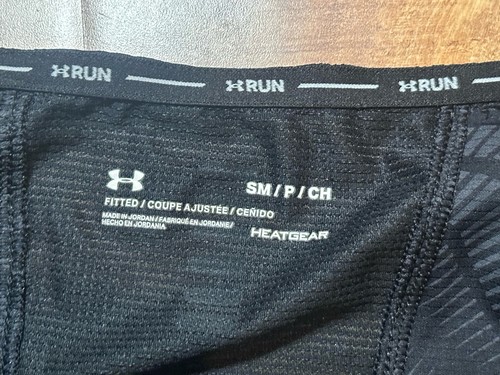 RUN RUN RUN
SM / P / CH
FITTED / COUPE AJUSTÉE / CEÑIDO
MADE IN JORDAN / FABRIQUÉ EN JORDANIE /
HECHO EN JORDANIA
HEATGEAR